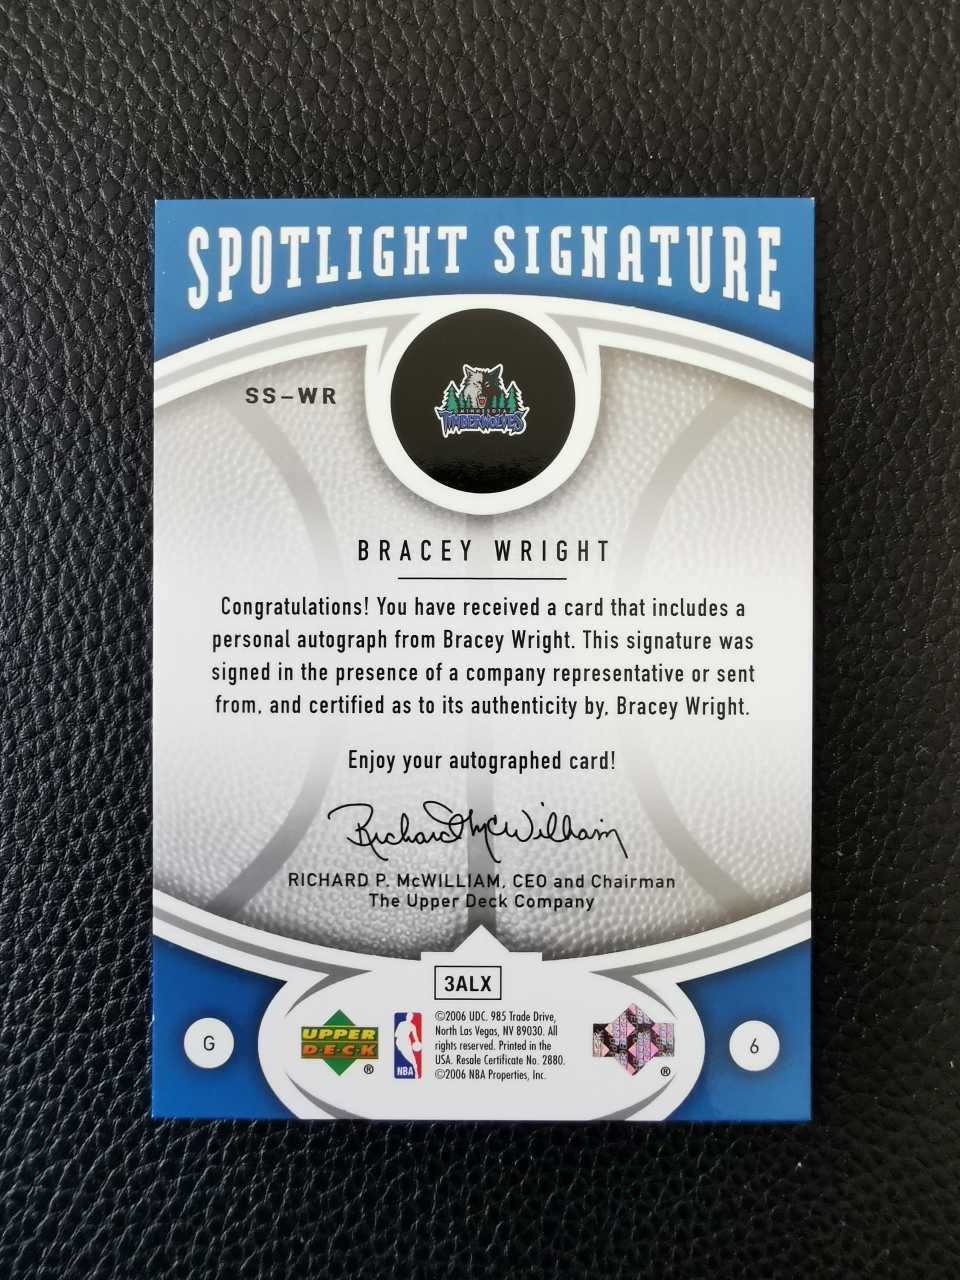 SPOTLIGHT SIGNATURE
SS-WR
MINNESOTA
TIMBERWOLVES
BRACEY WRIGHT
Congratulations! You have received a card that includes a
personal autograph from Bracey Wright. This signature was
signed in the presence of a company representative or sent
from, and certified as to its authenticity by, Bracey Wright.
Enjoy your autographed card!
Richard McWilliam
RICHARD P. McWILLIAM, CEO and Chairman
The Upper Deck Company
3ALX
G
UPPER
DECK
®
NBA
©2006 UDC. 985 Trade Drive,
North Las Vegas, NV 89030. All
rights reserved. Printed in the
USA. Resale Certificate No. 2880.
©2006 NBA Properties, Inc.
®
6